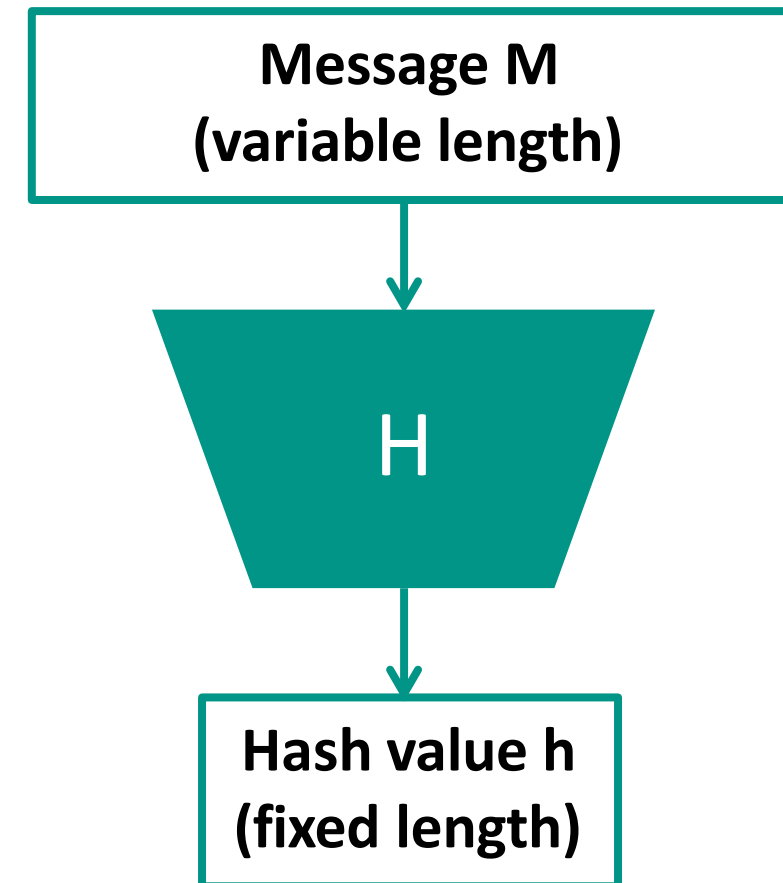 Message M
(variable length)
H
Hash value h
(fixed length)